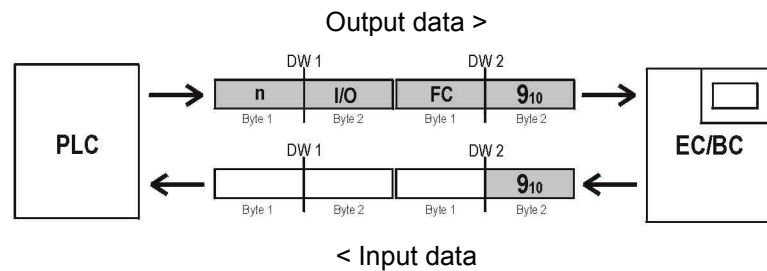 Output data >
DW 1 DW 2
n I/O FC 9₁₀
Byte 1 Byte 2 Byte 1 Byte 2
PLC EC/BC
DW 1 DW 2
9₁₀
Byte 1 Byte 2 Byte 1 Byte 2
< Input data